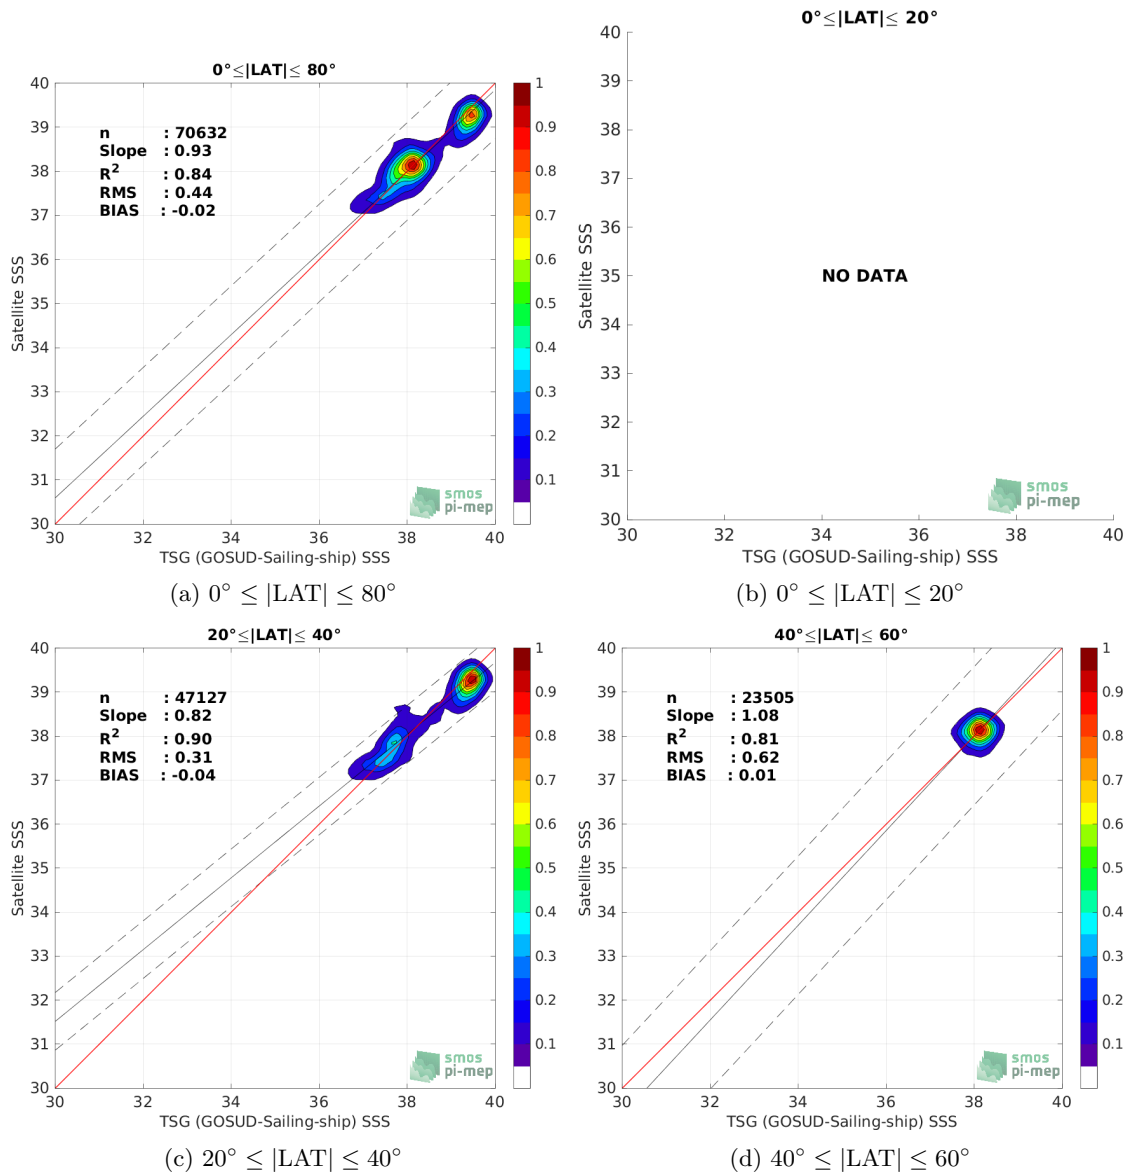 0°≤|LAT|≤ 80°
40
39
38
37
36
35
34
33
32
31
30
Satellite SSS
n : 70632
Slope : 0.93
R² : 0.84
RMS : 0.44
BIAS : -0.02
smos
pi-mep
30 32 34 36 38 40
TSG (GOSUD-Sailing-ship) SSS
1
0.9
0.8
0.7
0.6
0.5
0.4
0.3
0.2
0.1
(a) 0° ≤ |LAT| ≤ 80°
0°≤|LAT|≤ 20°
40
39
38
37
36
35
34
33
32
31
30
Satellite SSS
NO DATA
smos
pi-mep
30 32 34 36 38 40
TSG (GOSUD-Sailing-ship) SSS
(b) 0° ≤ |LAT| ≤ 20°
20°≤|LAT|≤ 40°
40
39
38
37
36
35
34
33
32
31
30
Satellite SSS
n : 47127
Slope : 0.82
R² : 0.90
RMS : 0.31
BIAS : -0.04
smos
pi-mep
30 32 34 36 38 40
TSG (GOSUD-Sailing-ship) SSS
1
0.9
0.8
0.7
0.6
0.5
0.4
0.3
0.2
0.1
(c) 20° ≤ |LAT| ≤ 40°
40°≤|LAT|≤ 60°
40
39
38
37
36
35
34
33
32
31
30
Satellite SSS
n : 23505
Slope : 1.08
R² : 0.81
RMS : 0.62
BIAS : 0.01
smos
pi-mep
30 32 34 36 38 40
TSG (GOSUD-Sailing-ship) SSS
1
0.9
0.8
0.7
0.6
0.5
0.4
0.3
0.2
0.1
(d) 40° ≤ |LAT| ≤ 60°